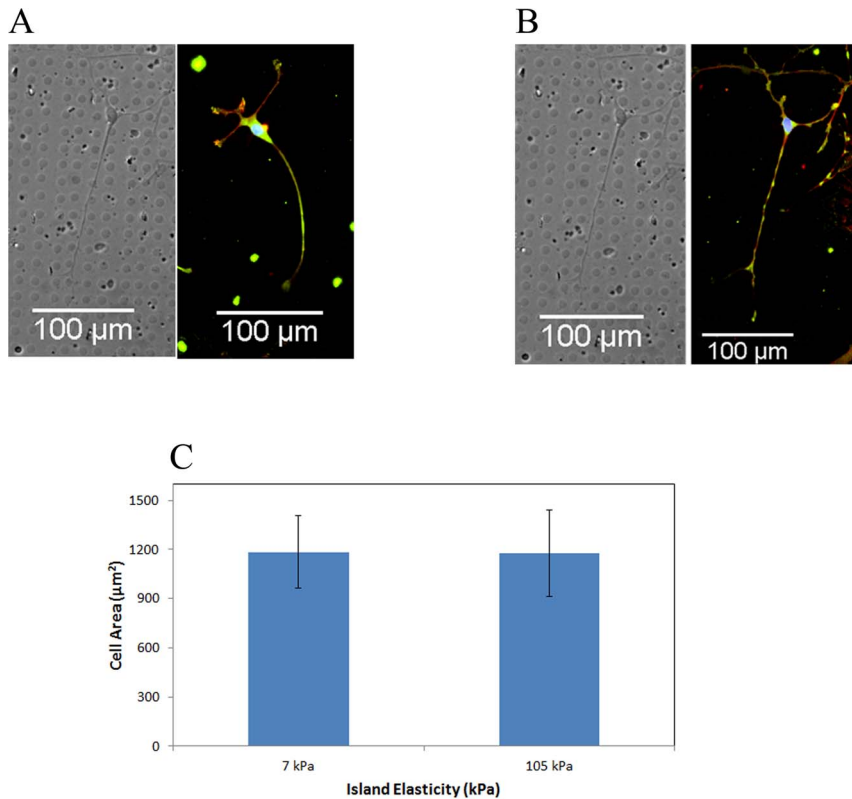 A
B
100 µm
100 µm
100 µm
100 µm
C
1500
1200
900
600
300
0
Cell Area (µm²)
7 kPa
105 kPa
Island Elasticity (kPa)